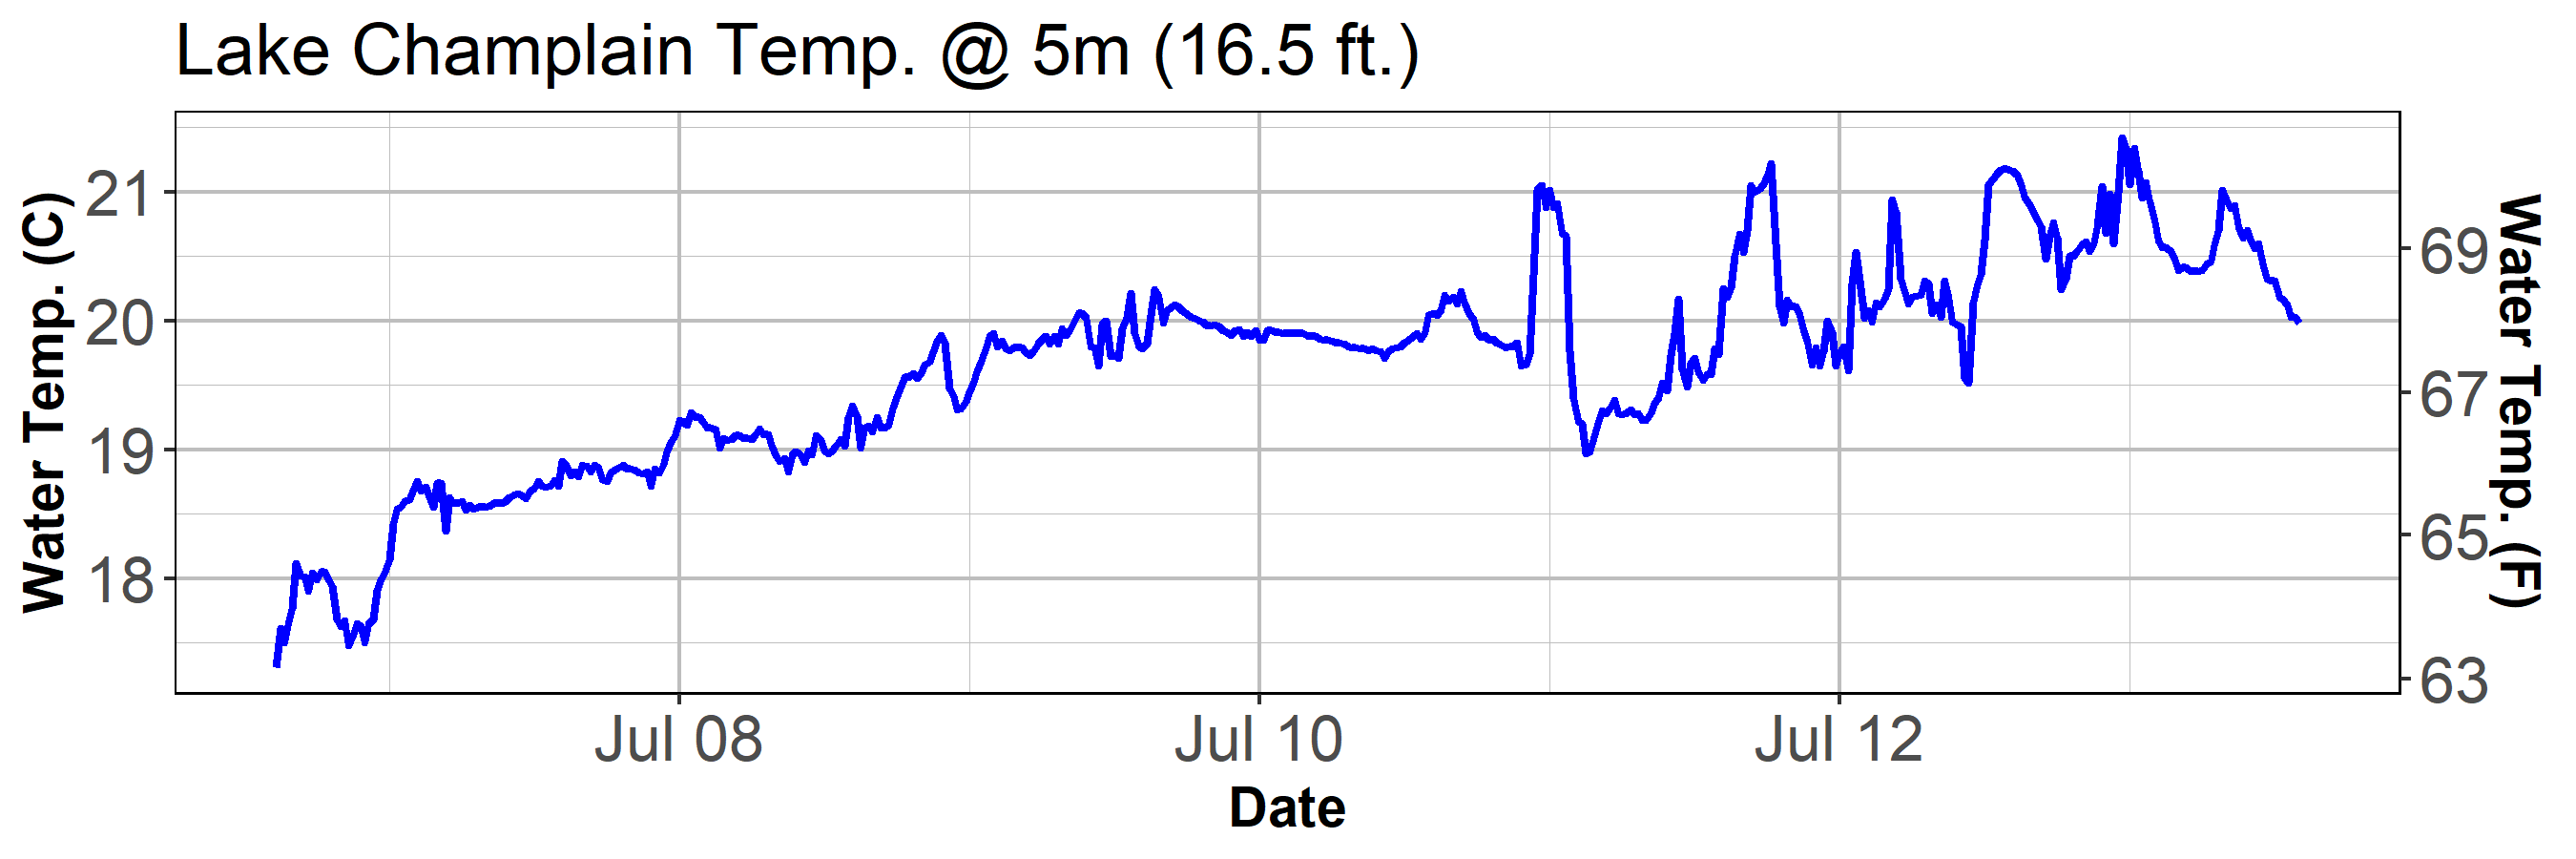 Lake Champlain Temp. @ 5m (16.5 ft.)
Water Temp. (C)
21
20
19
18
69
67
65
63
Water Temp. (F)
Jul 08
Jul 10
Jul 12
Date